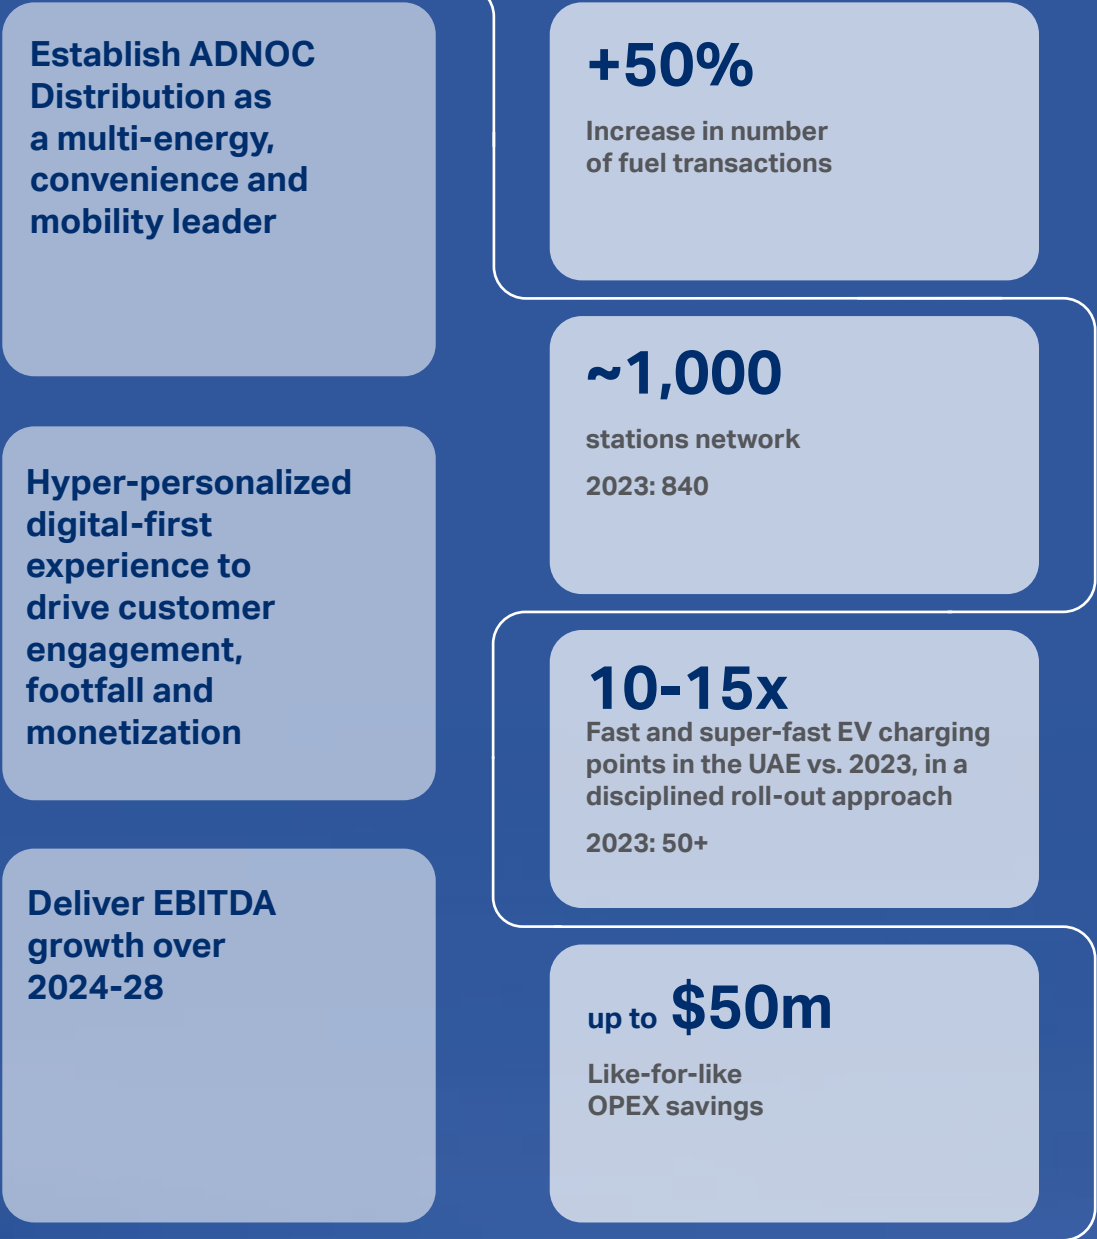 Establish ADNOC
Distribution as
a multi-energy,
convenience and
mobility leader
Hyper-personalized
digital-first
experience to
drive customer
engagement,
footfall and
monetization
Deliver EBITDA
growth over
2024-28
+50%
Increase in number
of fuel transactions
~1,000
stations network
2023: 840
10-15x
Fast and super-fast EV charging
points in the UAE vs. 2023, in a
disciplined roll-out approach
2023: 50+
up to $50m
Like-for-like
OPEX savings